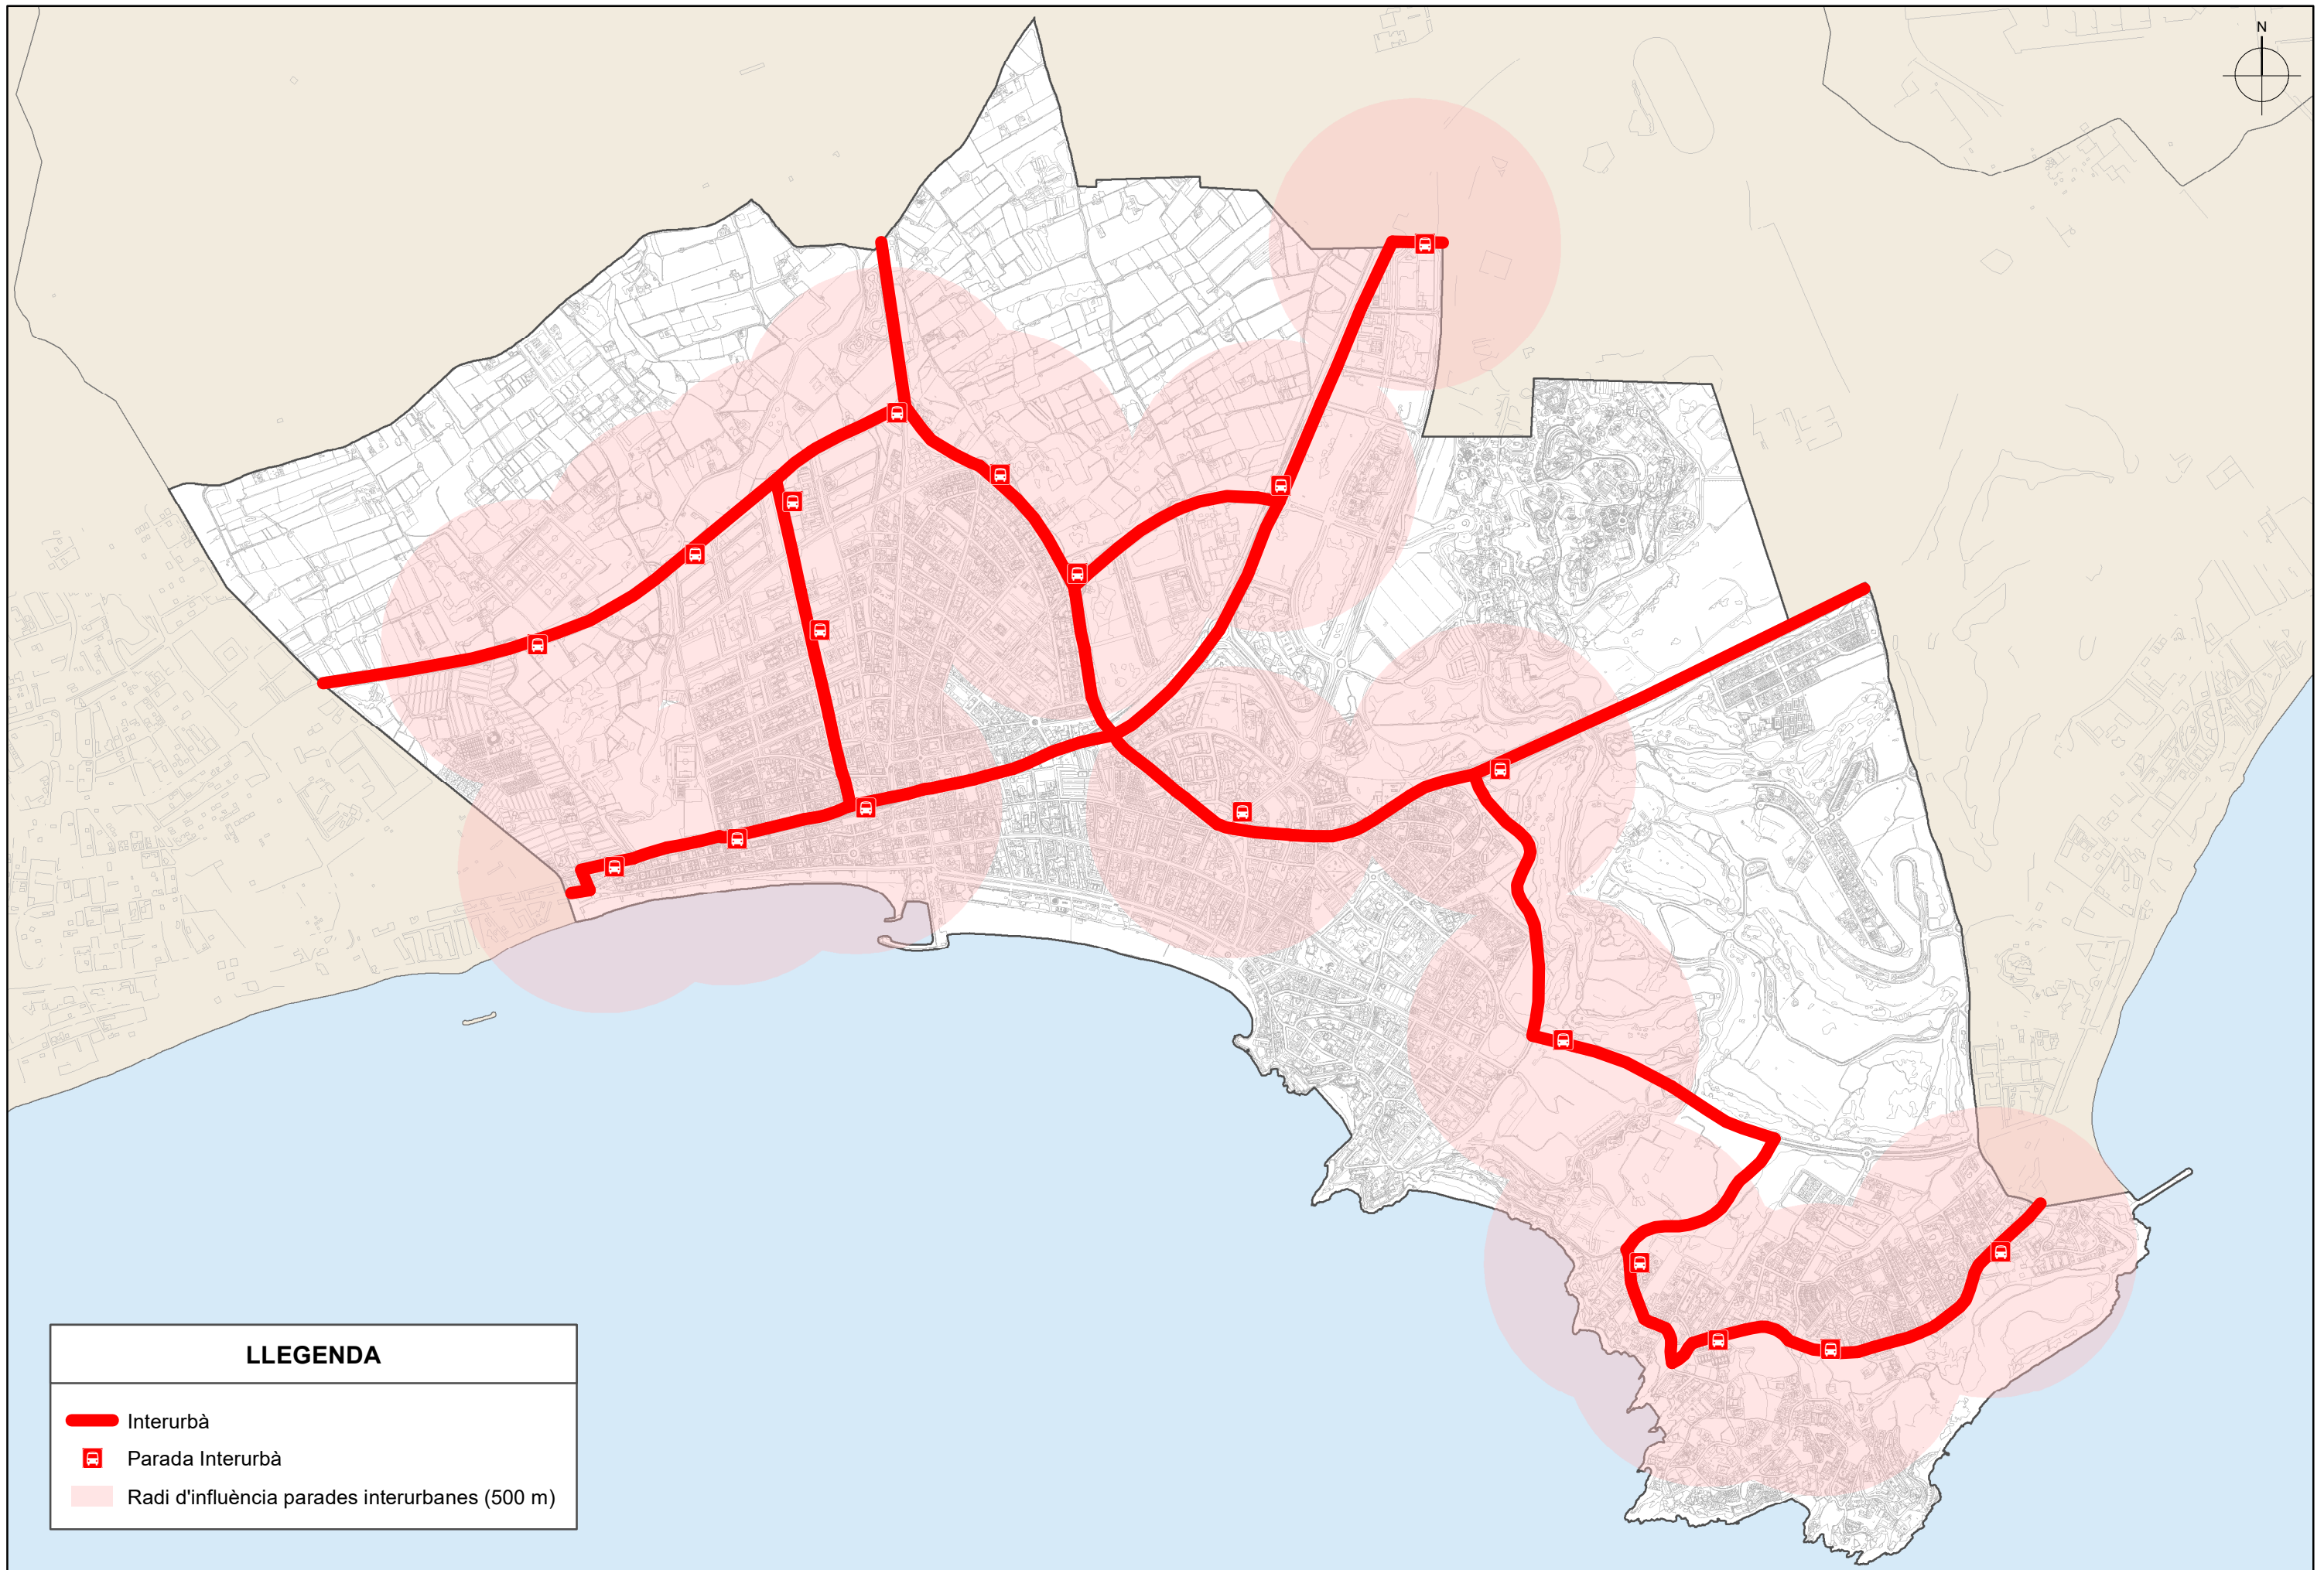 N
LLEGENDA
Interurbà
Parada Interurbà
Radi d'influència parades interurbanes (500 m)